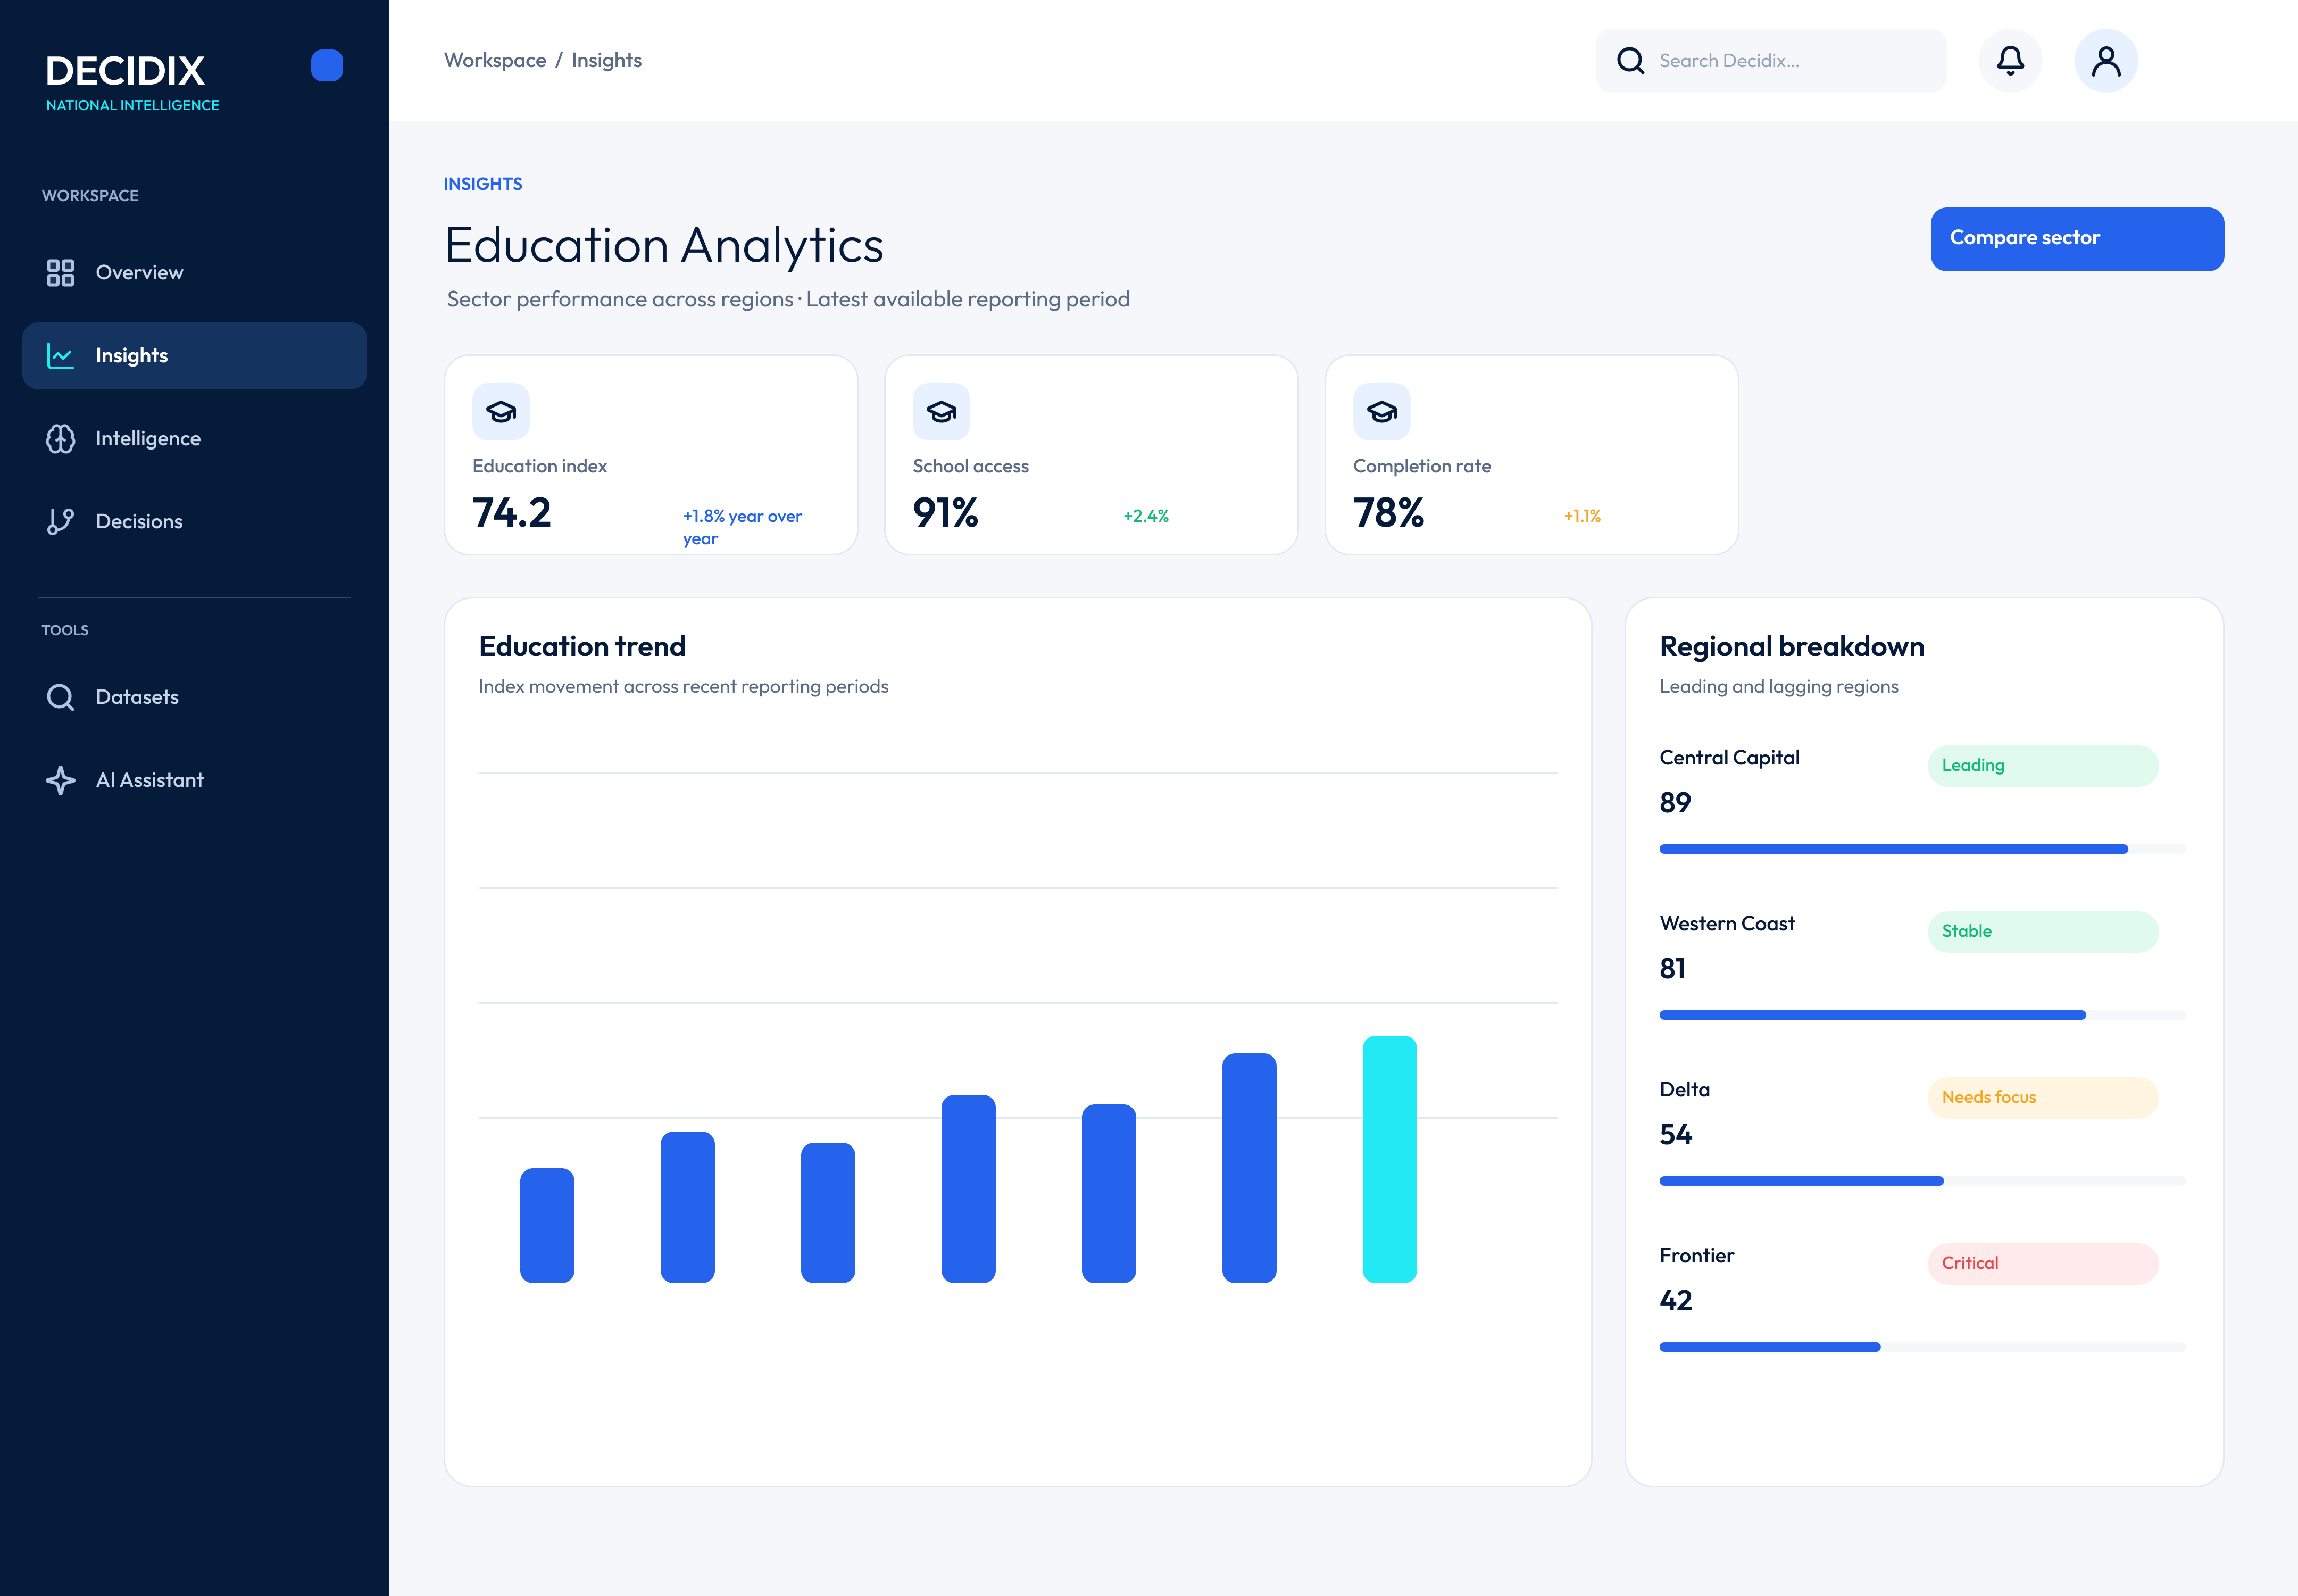 DECIDIX
NATIONAL INTELLIGENCE
WORKSPACE
Overview
Insights
Intelligence
Decisions
TOOLS
Datasets
AI Assistant
Workspace / Insights
Search Decidix...
INSIGHTS
Education Analytics
Sector performance across regions · Latest available reporting period
Compare sector
Education index
74.2
+1.8% year over
year
School access
91%
+2.4%
Completion rate
78%
+1.1%
Education trend
Index movement across recent reporting periods
Regional breakdown
Leading and lagging regions
Central Capital
Leading
89
Western Coast
Stable
81
Delta
Needs focus
54
Frontier
Critical
42